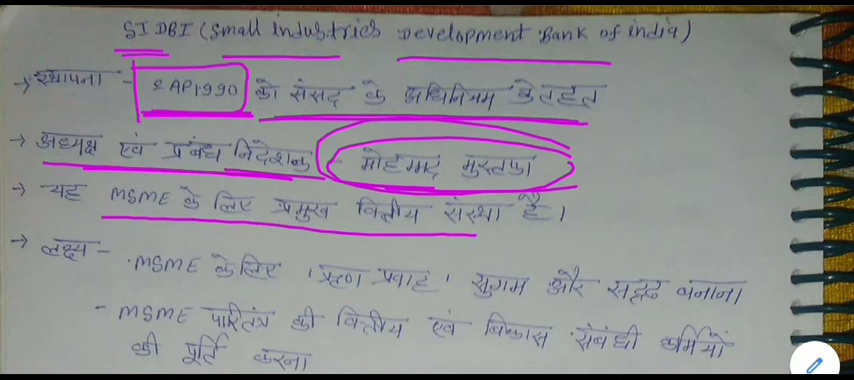 SIDBI (Small industries Development Bank of india)
→ स्थापना - 2 AP 1990 को संसद के अधिनियम के तहत
→ अध्यक्ष एवं प्रबंध निदेशक - मोहम्मद मुस्तफा
→ यह MSME के लिए प्रमुख वित्तीय संस्था है।
→ लक्ष्य - . MSME के लिए 'ऋण प्रवाह' सुगम और सदृढ बनाना
- MSME पारितंत्र की वित्तीय एवं विकास संबंधी कमियों
की पूर्ति करना